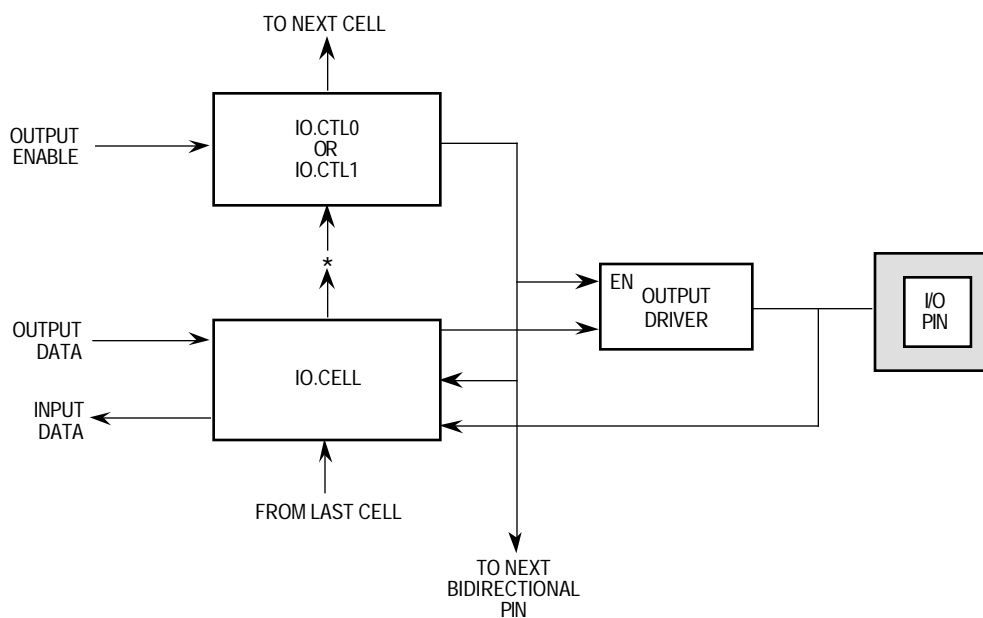 TO NEXT CELL
OUTPUT
ENABLE
IO.CTL0
OR
IO.CTL1
*
EN
OUTPUT
DRIVER
I/O
PIN
OUTPUT
DATA
IO.CELL
INPUT
DATA
FROM LAST CELL
TO NEXT
BIDIRECTIONAL
PIN